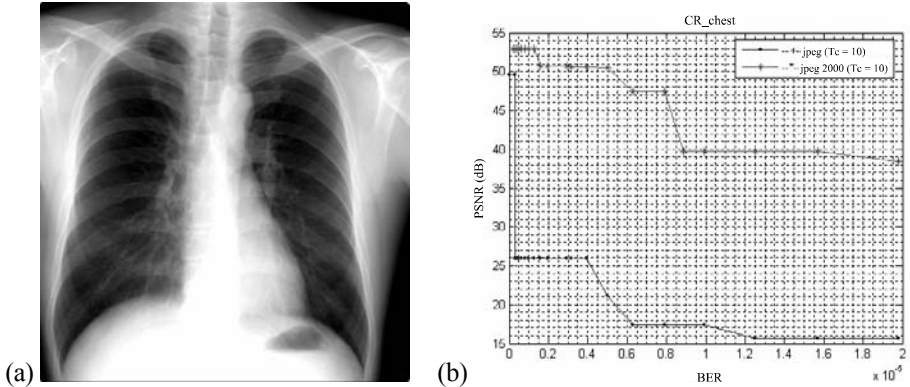 (a)
(b)
CR_chest
PSNR (dB)
55
50
45
40
35
30
25
20
15
jpeg (Tc = 10)
jpeg 2000 (Tc = 10)
0 0.2 0.4 0.6 0.8 1 1.2 1.4 1.6 1.8 2
x 10⁻⁵
BER